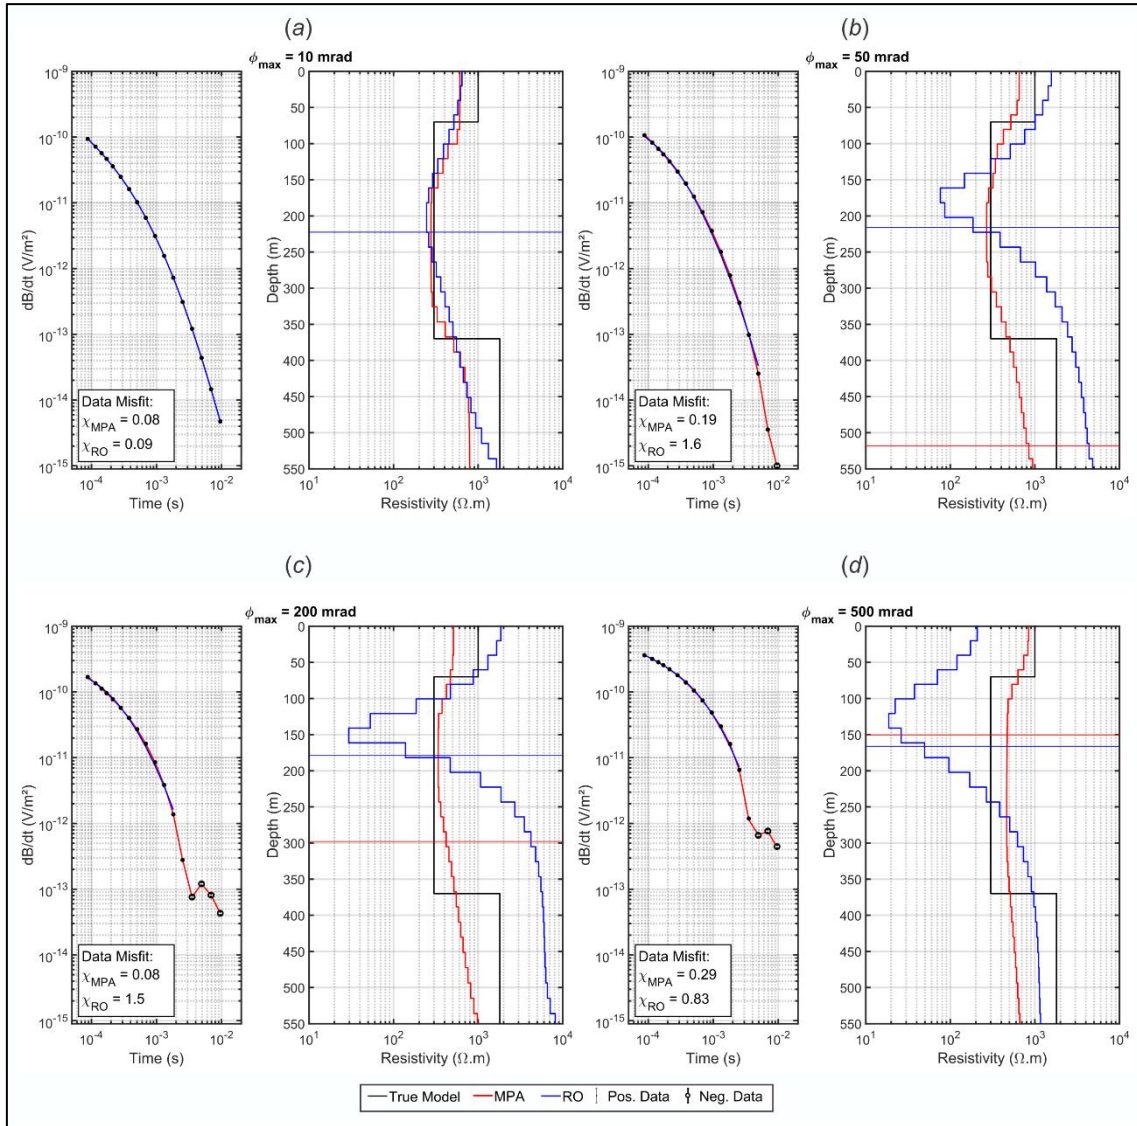 (a)
ϕmax = 10 mrad
10⁻⁹
10⁻¹⁰
10⁻¹¹
10⁻¹²
10⁻¹³
10⁻¹⁴
10⁻¹⁵
dB/dt (V/m²)
Data Misfit:
χMPA = 0.08
χRO = 0.09
10⁻⁴ 10⁻³ 10⁻²
Time (s)
0
50
100
150
200
250
300
350
400
450
500
550
Depth (m)
10¹ 10² 10³ 10⁴
Resistivity (Ω.m)
(b)
ϕmax = 50 mrad
10⁻⁹
10⁻¹⁰
10⁻¹¹
10⁻¹²
10⁻¹³
10⁻¹⁴
10⁻¹⁵
dB/dt (V/m²)
Data Misfit:
χMPA = 0.19
χRO = 1.6
10⁻⁴ 10⁻³ 10⁻²
Time (s)
0
50
100
150
200
250
300
350
400
450
500
550
Depth (m)
10¹ 10² 10³ 10⁴
Resistivity (Ω.m)
(c)
ϕmax = 200 mrad
10⁻⁹
10⁻¹⁰
10⁻¹¹
10⁻¹²
10⁻¹³
10⁻¹⁴
10⁻¹⁵
dB/dt (V/m²)
Data Misfit:
χMPA = 0.08
χRO = 1.5
10⁻⁴ 10⁻³ 10⁻²
Time (s)
0
50
100
150
200
250
300
350
400
450
500
550
Depth (m)
10¹ 10² 10³ 10⁴
Resistivity (Ω.m)
(d)
ϕmax = 500 mrad
10⁻⁹
10⁻¹⁰
10⁻¹¹
10⁻¹²
10⁻¹³
10⁻¹⁴
10⁻¹⁵
dB/dt (V/m²)
Data Misfit:
χMPA = 0.29
χRO = 0.83
10⁻⁴ 10⁻³ 10⁻²
Time (s)
0
50
100
150
200
250
300
350
400
450
500
550
Depth (m)
10¹ 10² 10³ 10⁴
Resistivity (Ω.m)
True Model MPA RO Pos. Data Neg. Data